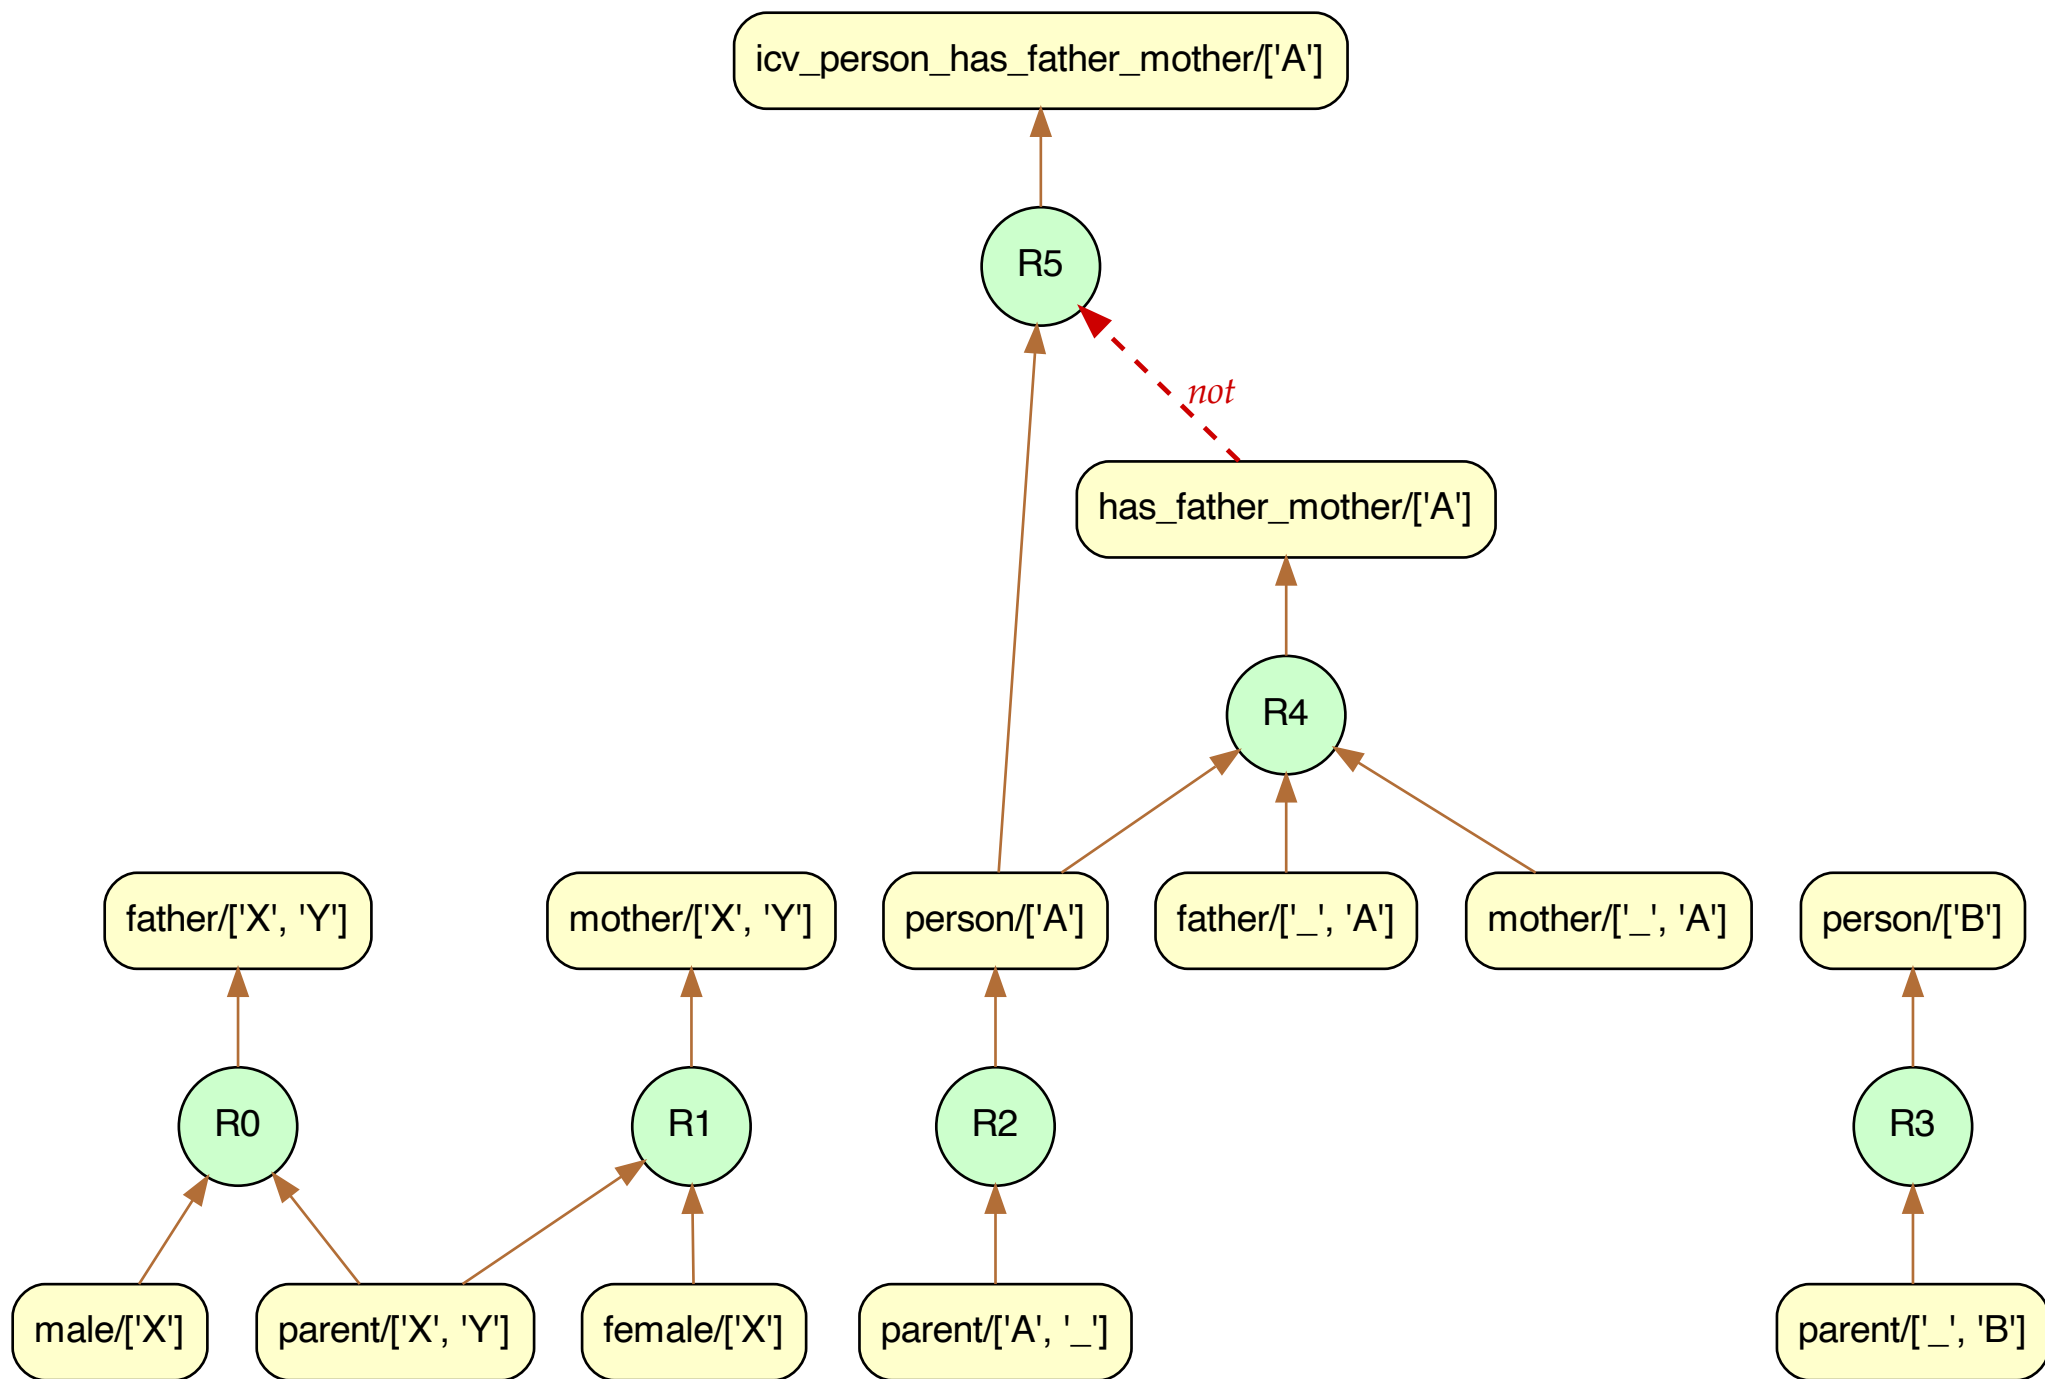 icv_person_has_father_mother/['A']
R5
not
has_father_mother/['A']
R4
father/['X', 'Y']
mother/['X', 'Y']
person/['A']
father/['_', 'A']
mother/['_', 'A']
person/['B']
R0
R1
R2
R3
male/['X']
parent/['X', 'Y']
female/['X']
parent/['A', '_']
parent/['_', 'B']